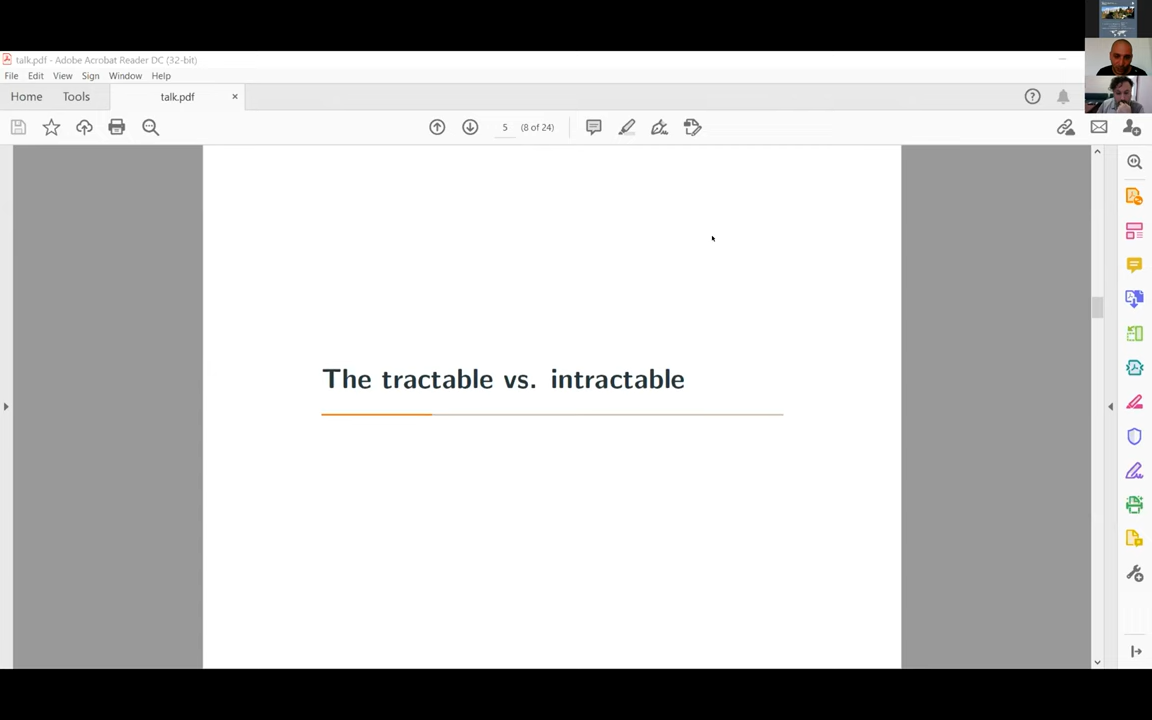 talk.pdf - Adobe Acrobat Reader DC (32-bit)
File Edit View Sign Window Help
Home Tools talk.pdf ×
5 (8 of 24)
The tractable vs. intractable